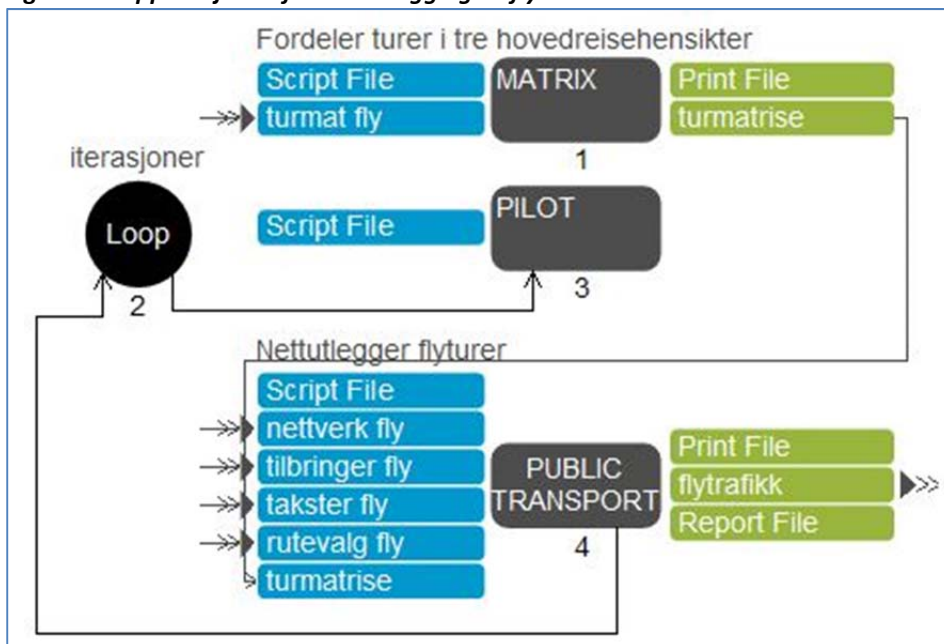 Fordeler turer i tre hovedreisehensikter
Script File
MATRIX
Print File
turmat fly
turmatrise
1
iterasjoner
Loop
2
Script File
PILOT
3
Nettutlegger flyturer
Script File
nettverk fly
tilbringer fly
takster fly
rutevalg fly
turmatrise
PUBLIC
TRANSPORT
4
Print File
flytrafikk
Report File